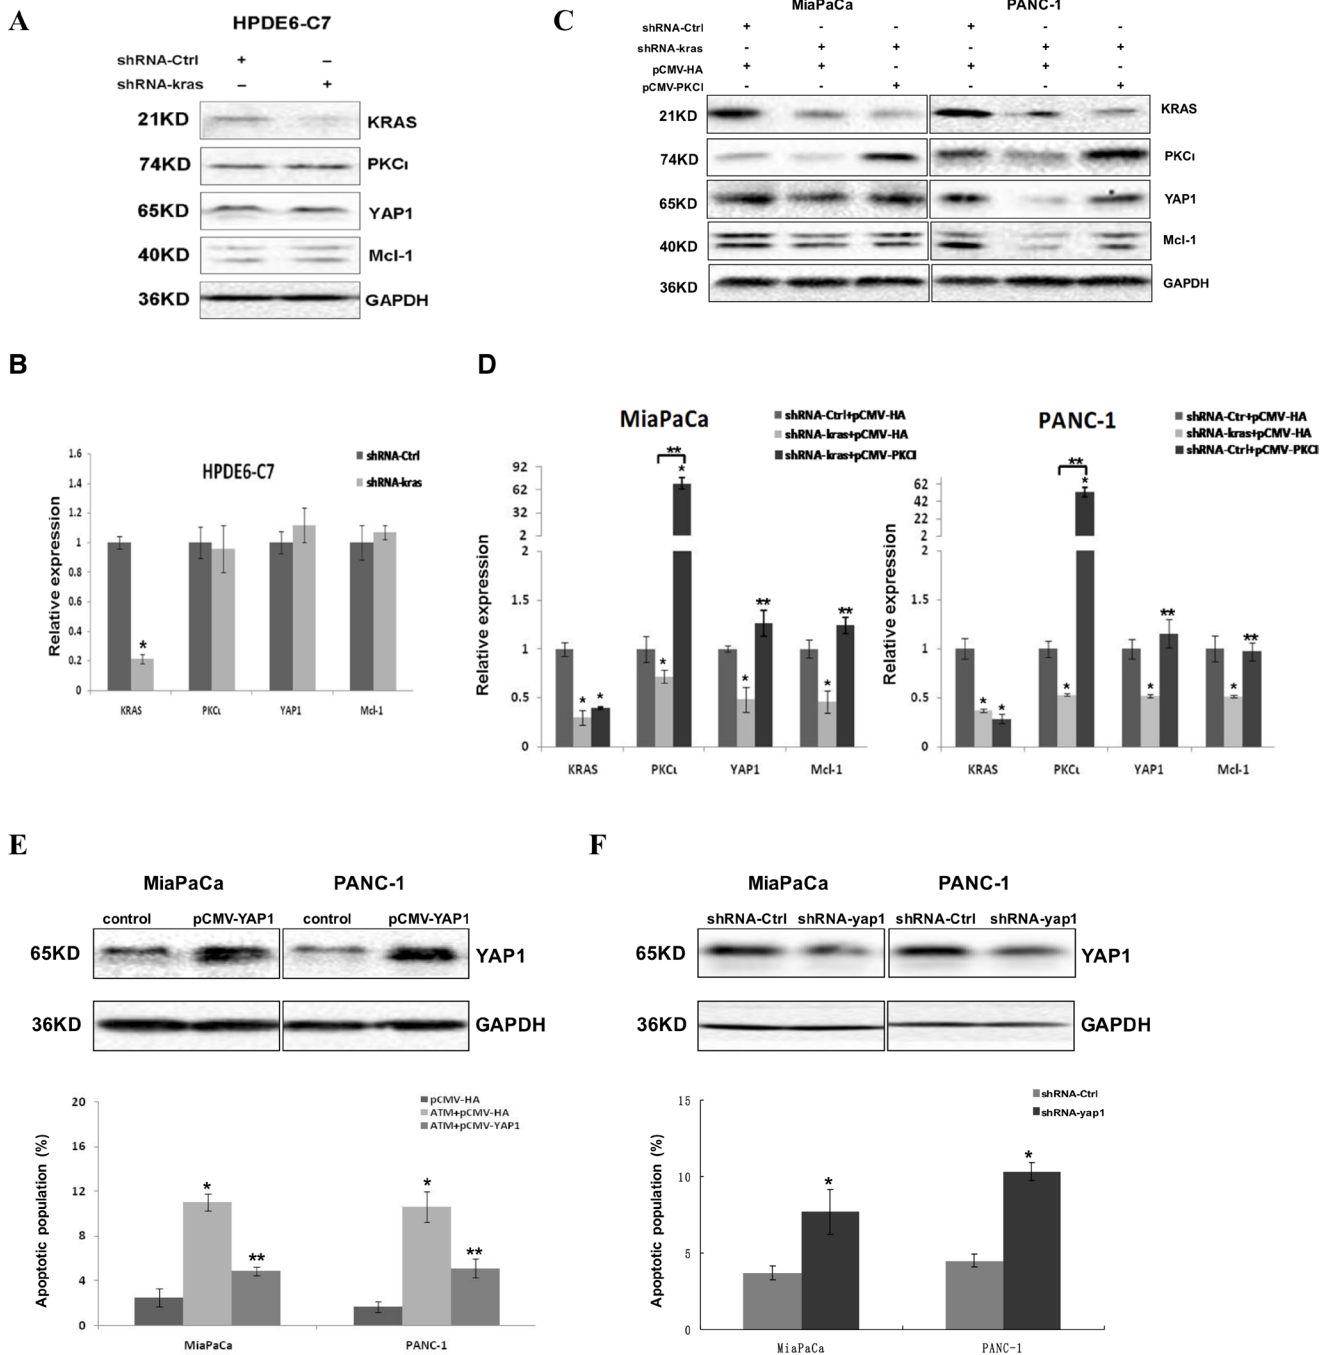 A
HPDE6-C7
shRNA-Ctrl + –
shRNA-kras – +
21KD KRAS
74KD PKCι
65KD YAP1
40KD Mcl-1
36KD GAPDH
C
MiaPaCa PANC-1
shRNA-Ctrl + - - + - -
shRNA-kras - + + - + +
pCMV-HA + + - + + -
pCMV-PKCI - - + - - +
21KD KRAS
74KD PKCι
65KD YAP1
40KD Mcl-1
36KD GAPDH
B
HPDE6-C7
shRNA-Ctrl
shRNA-kras
Relative expression
1.6
1.4
1.2
1
0.8
0.6
0.4
0.2
0
*
KRAS PKCι YAP1 Mcl-1
D
MiaPaCa
shRNA-Ctrl+pCMV-HA
shRNA-kras+pCMV-HA
shRNA-kras+pCMV-PKCI
Relative expression
92
62
32
2
2
1.5
1
0.5
0
** * ** **
* * * * *
KRAS PKCι YAP1 Mcl-1
PANC-1
shRNA-Ctr+pCMV-HA
shRNA-kras+pCMV-HA
shRNA-Ctrl+pCMV-PKCI
Relative expression
62
42
22
2
2
1.5
1
0.5
0
** * ** **
* * * * *
KRAS PKCι YAP1 Mcl-1
E
MiaPaCa PANC-1
control pCMV-YAP1 control pCMV-YAP1
65KD YAP1
36KD GAPDH
pCMV-HA
ATM+pCMV-HA
ATM+pCMV-YAP1
Apoptotic population (%)
20
16
12
8
4
0
* ** * **
MiaPaCa PANC-1
F
MiaPaCa PANC-1
shRNA-Ctrl shRNA-yap1 shRNA-Ctrl shRNA-yap1
65KD YAP1
36KD GAPDH
shRNA-Ctrl
shRNA-yap1
Apoptotic population (%)
15
10
5
0
* *
MiaPaCa PANC-1